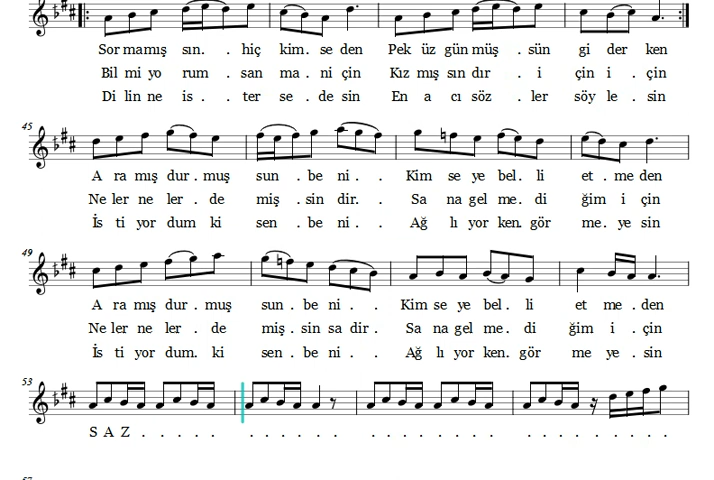 Sor mamış sın. . hiç kim. se den Pek üz gün müş . sün gi der ken
Bil mi yo rum . san ma . ni çin Kız mış sın dır . i çin i . çin
Di lin ne is . . ter se . de sin En a cı söz . ler söy le . sin
45
A ra mış dur . muş sun . be ni . . Kim se ye bel . li et . me den
Ne ler ne ler . de miş . sin dir. . Sa na gel me . di ğim i çin
İs ti yor dum ki sen . be ni . . Ağ lı yor ken. gör me . ye sin
49
A ra mış dur . muş sun . be ni . . Kim se ye bel . li et me . den
Ne ler ne ler . de miş . sin sa dir . Sa na gel me . di ğim i . çin
İs ti yor dum. ki sen . be ni . . Ağ lı yor ken. gör me ye . sin
53
S A Z . . . . . . . . . . . . . . . . . . . . . .